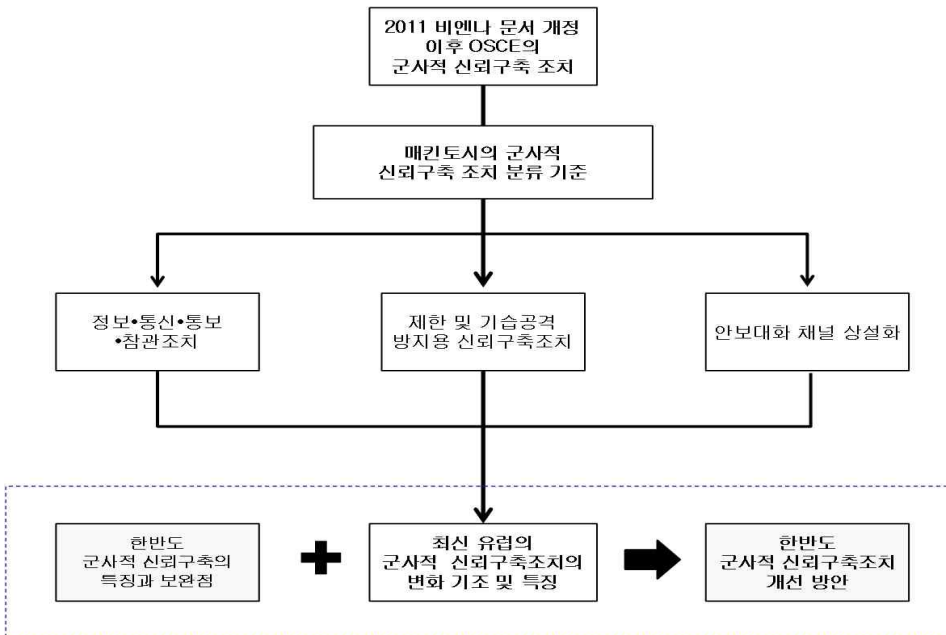 2011 비엔나 문서 개정
이후 OSCE의
군사적 신뢰구축 조치
매킨토시의 군사적
신뢰구축 조치 분류 기준
정보•통신•통보
•참관조치
제한 및 기습공격
방지용 신뢰구축조치
안보대화 채널 상설화
한반도
군사적 신뢰구축의
특징과 보완점
최신 유럽의
군사적 신뢰구축조치의
변화 기조 및 특징
한반도
군사적 신뢰구축조치
개선 방안